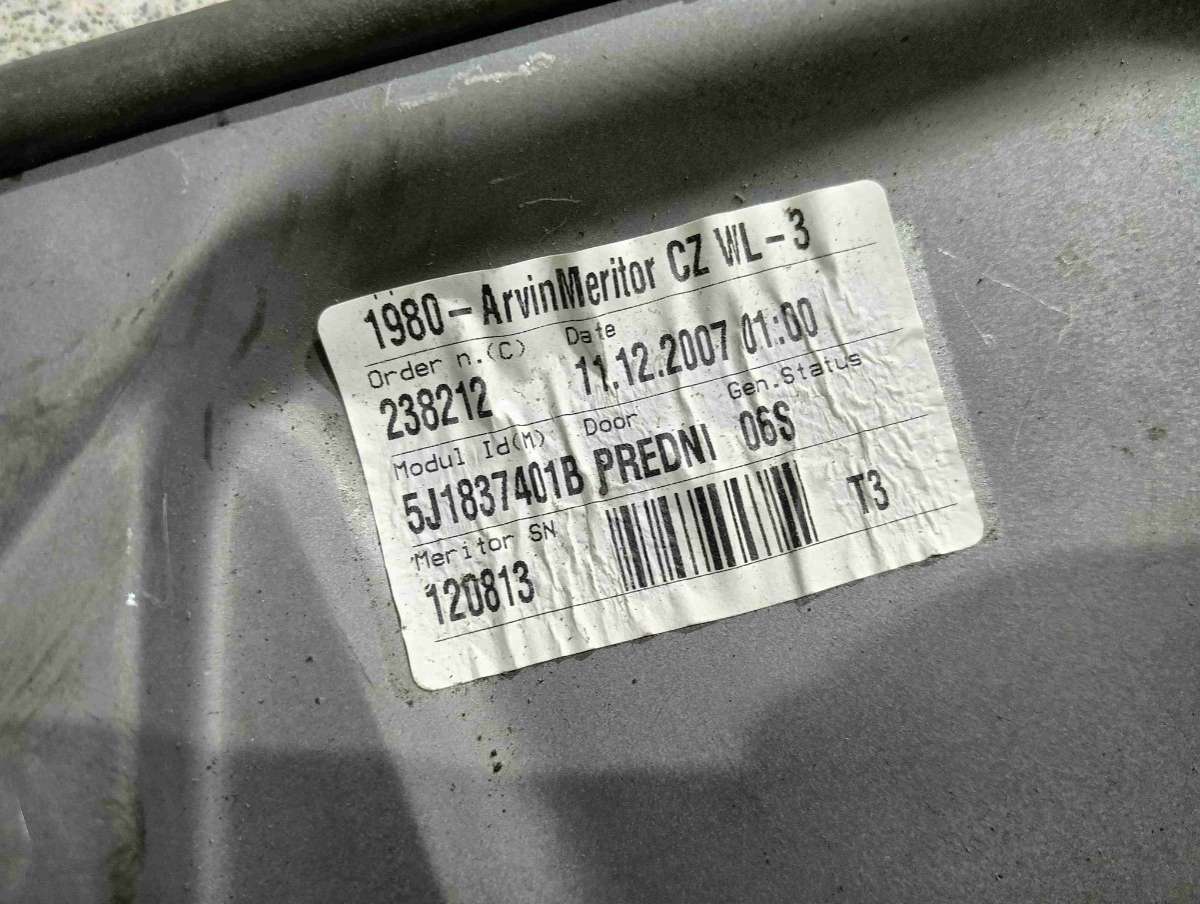 1980-ArvinMeritor CZ WL-3
Order n.(C) Date
238212 11.12.2007 01:00
Modul Id(M) Door Gen.Status
5J1837401B PREDNI 06S
Meritor SN
120813 T3